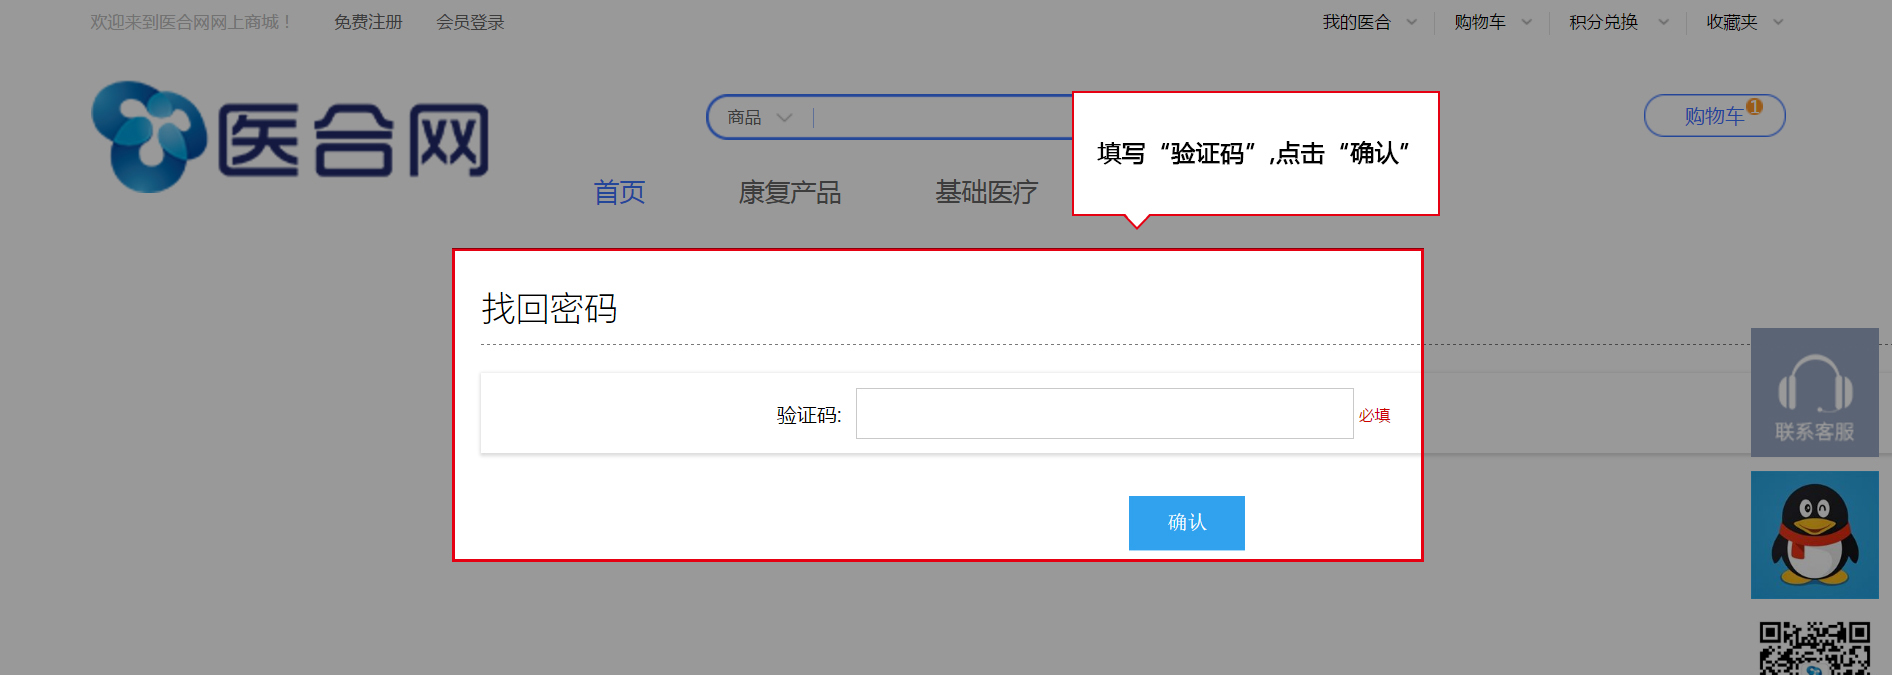 欢迎来到医合网网上商城！ 免费注册 会员登录 我的医合 购物车 积分兑换 收藏夹
医合网
商品
购物车 1
填写“验证码”,点击“确认”
首页 康复产品 基础医疗
找回密码
验证码: 必填
联系客服
确认